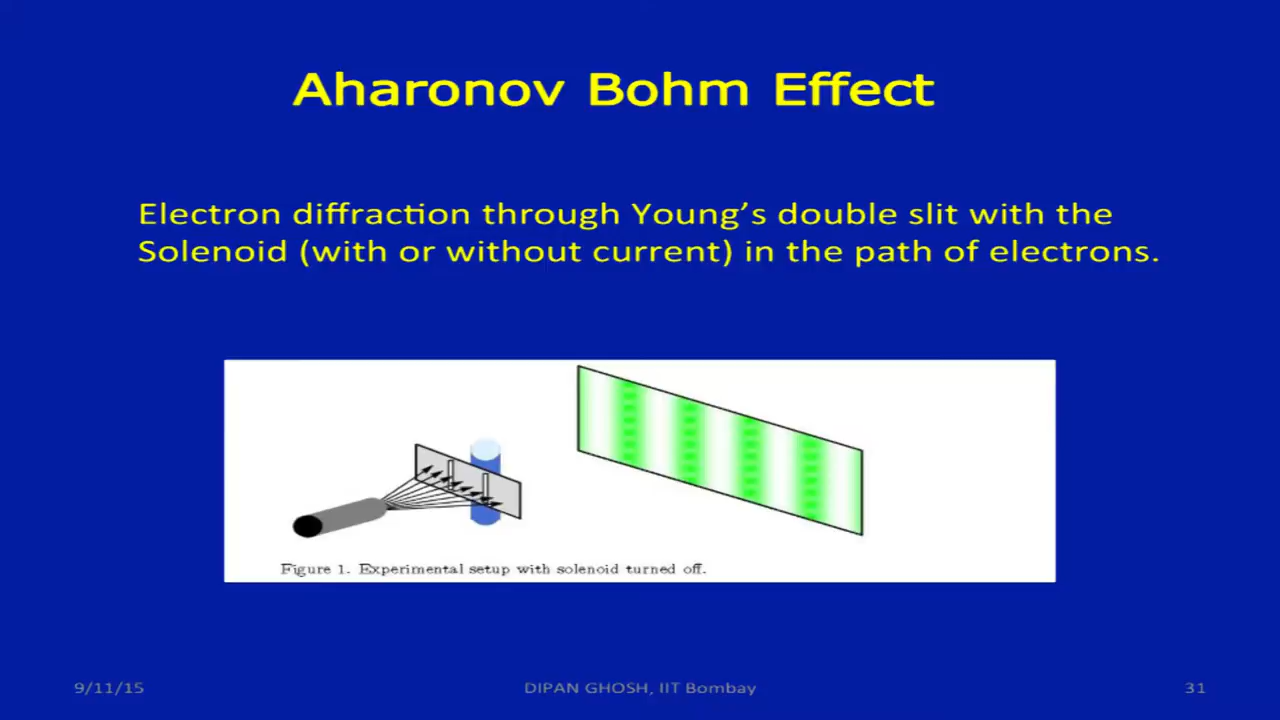 Aharonov Bohm Effect
Electron diffraction through Young’s double slit with the
Solenoid (with or without current) in the path of electrons.
Figure 1. Experimental setup with solenoid turned off.
9/11/15
DIPAN GHOSH, IIT Bombay
31